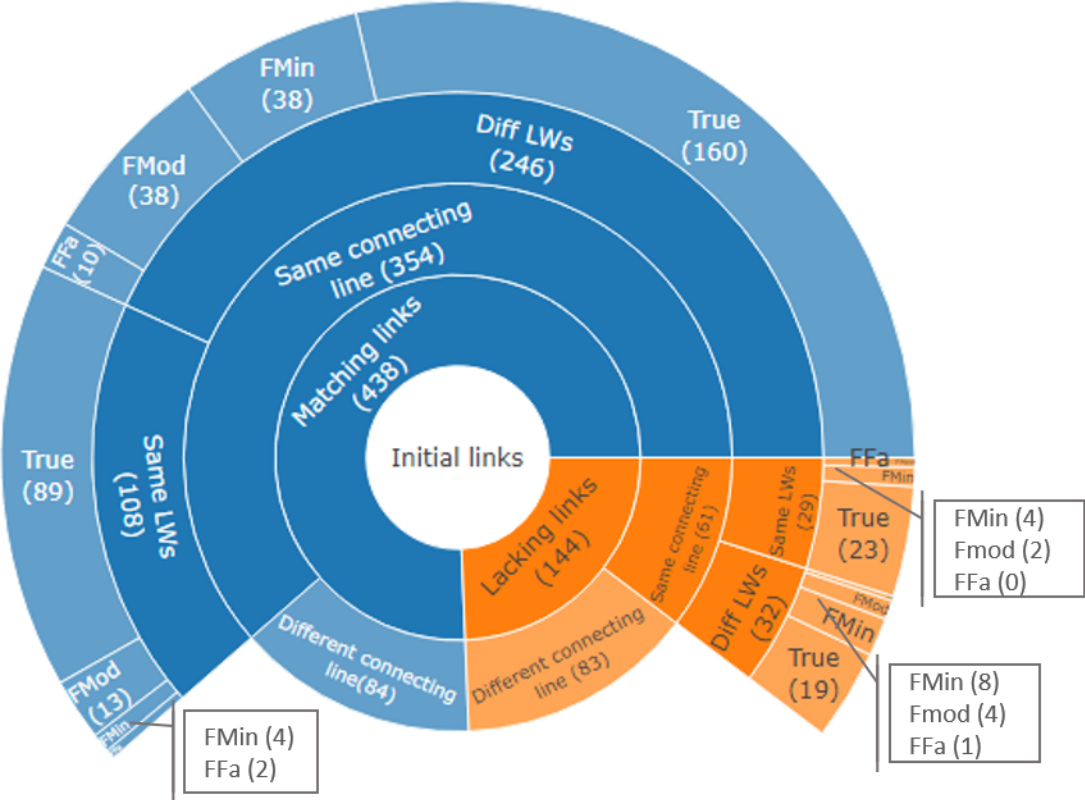 FMin
(38)
True
(160)
Diff LWs
(246)
FMod
(38)
Same connecting
line (354)
FFa
(10)
Matching links
(438)
Initial links
True
(89)
Same LWs
(108)
FFa
FMin
Same LWs
(29)
True
(23)
FMin (4)
Fmod (2)
FFa (0)
Lacking links
(144)
Same connecting
line (61)
Diff LWs
(32)
FMod
FMin
True
(19)
FMin (8)
Fmod (4)
FFa (1)
Different connecting
line(84)
Different connecting
line (83)
FMod
(13)
FMin
FMin (4)
FFa (2)